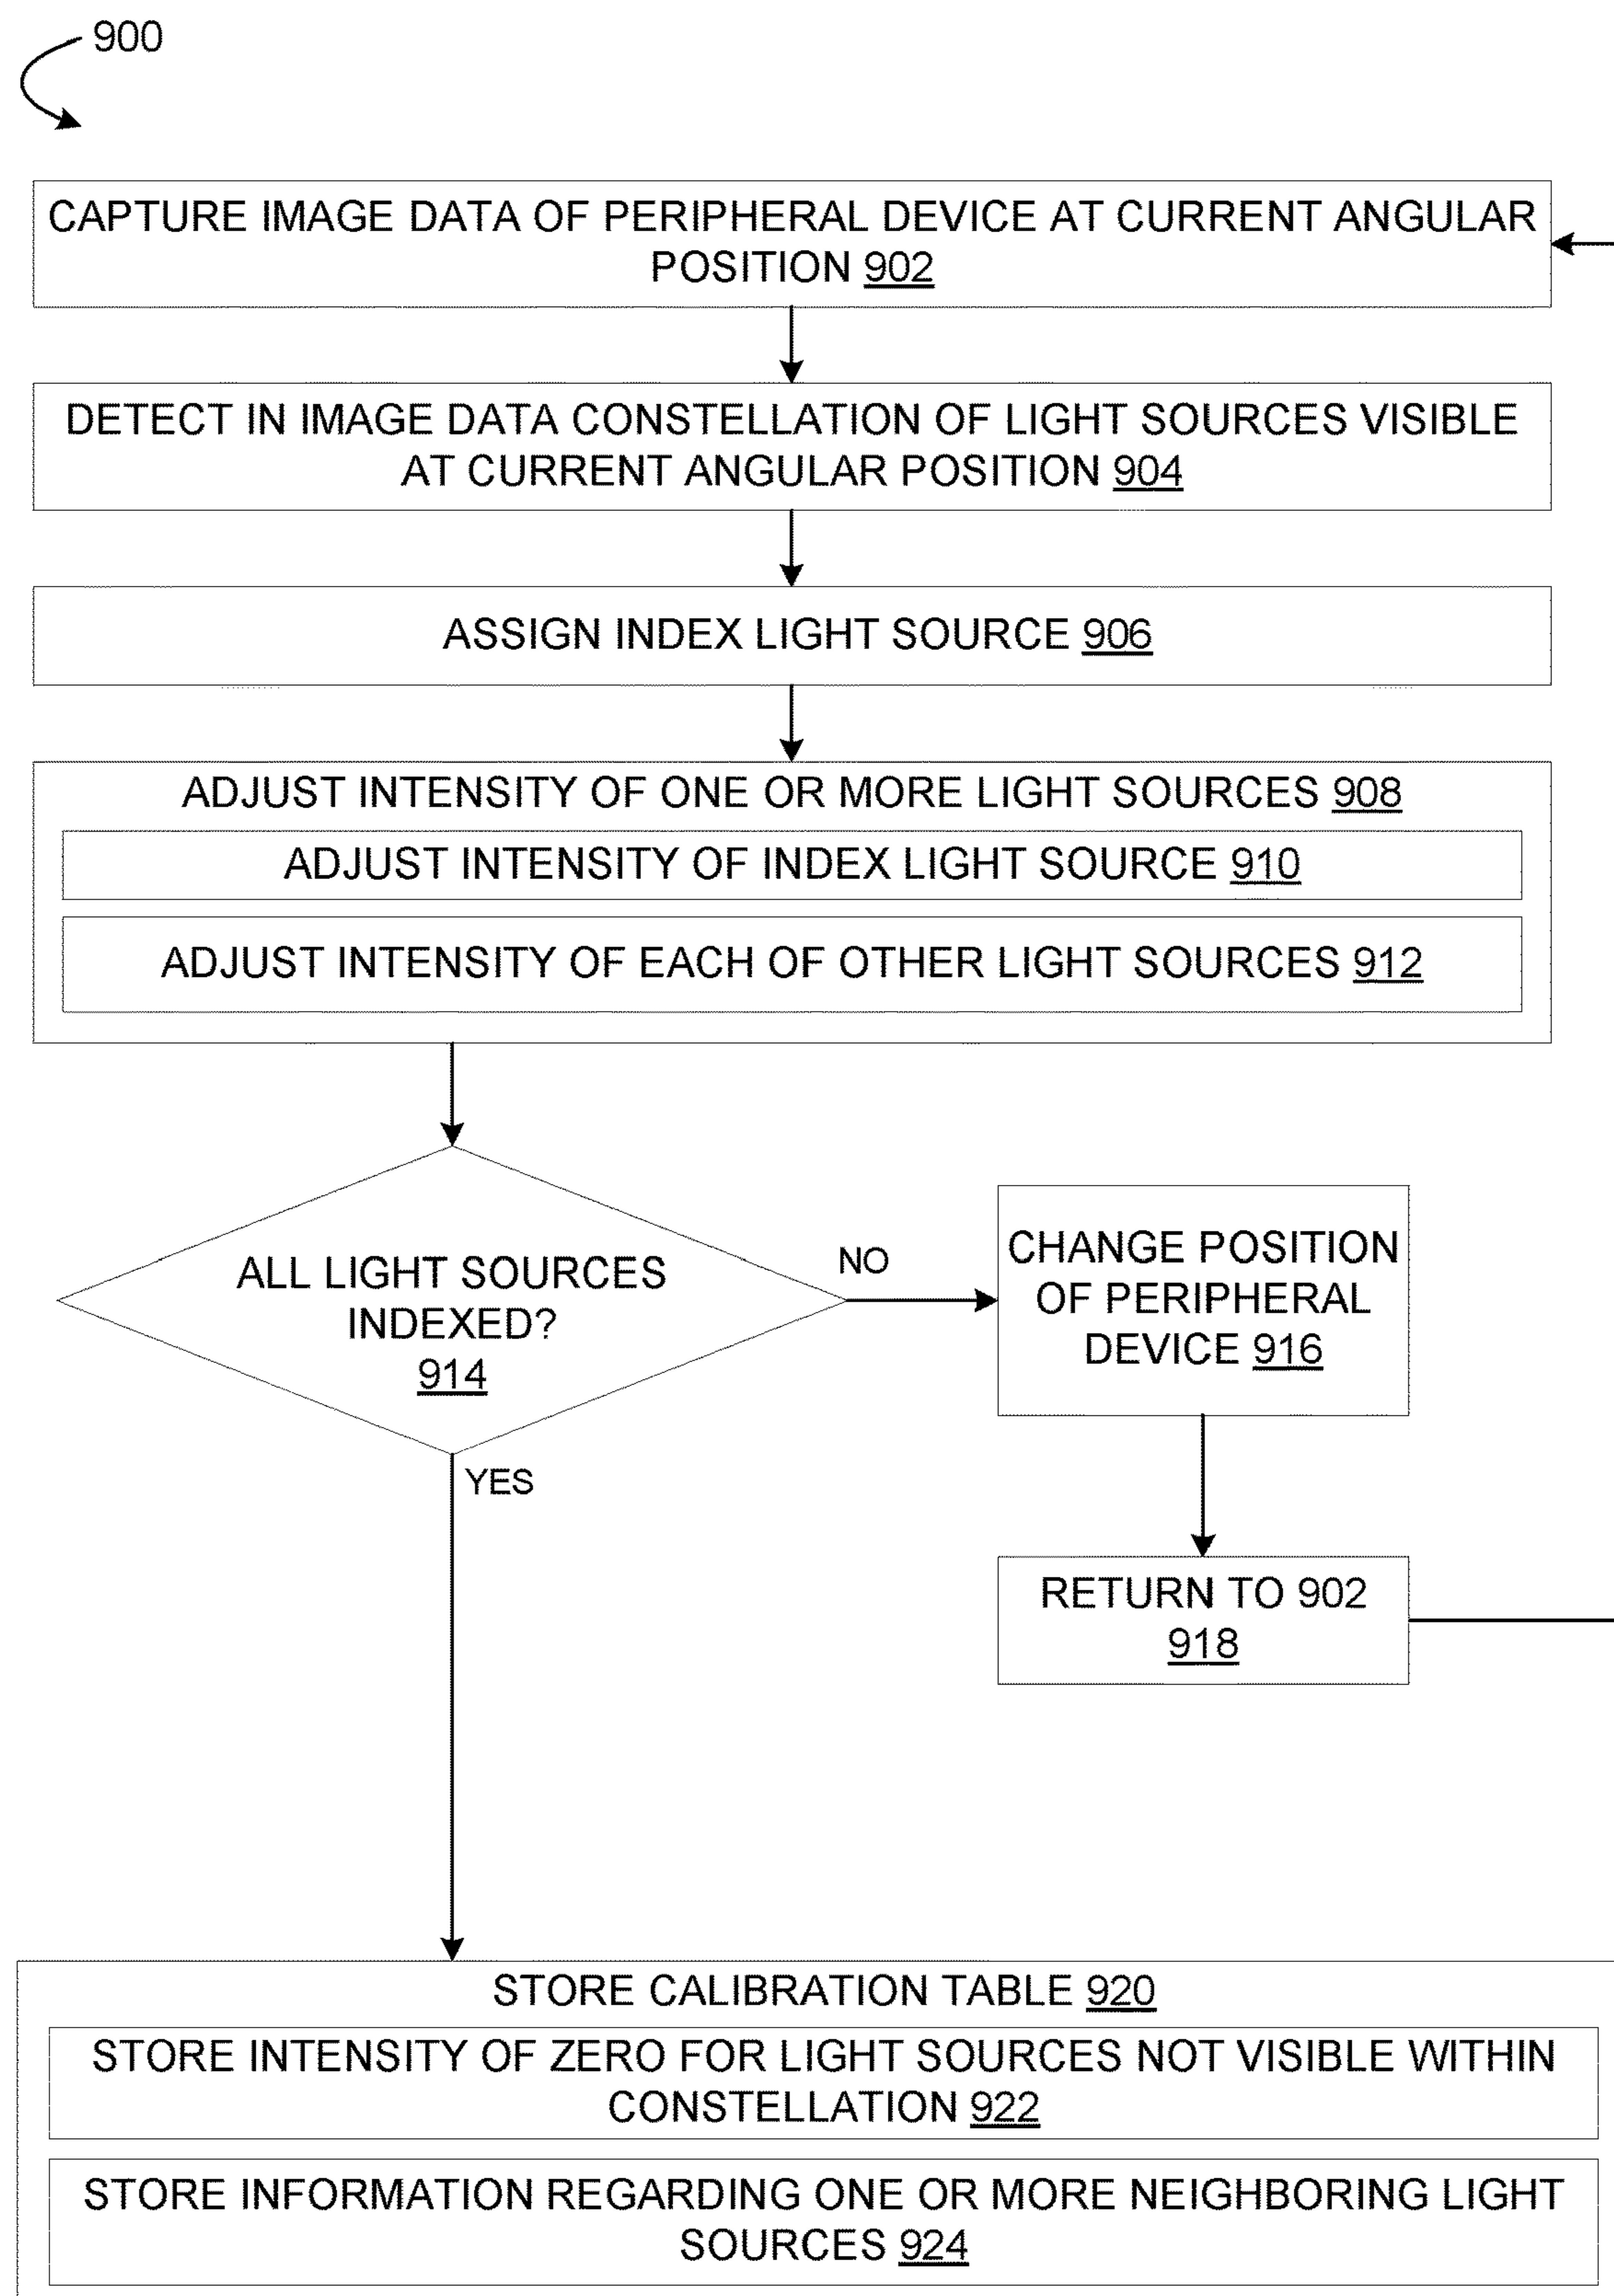 900
CAPTURE IMAGE DATA OF PERIPHERAL DEVICE AT CURRENT ANGULAR
POSITION 902
DETECT IN IMAGE DATA CONSTELLATION OF LIGHT SOURCES VISIBLE
AT CURRENT ANGULAR POSITION 904
ASSIGN INDEX LIGHT SOURCE 906
ADJUST INTENSITY OF ONE OR MORE LIGHT SOURCES 908
ADJUST INTENSITY OF INDEX LIGHT SOURCE 910
ADJUST INTENSITY OF EACH OF OTHER LIGHT SOURCES 912
ALL LIGHT SOURCES
INDEXED?
914
NO
CHANGE POSITION
OF PERIPHERAL
DEVICE 916
YES
RETURN TO 902
918
STORE CALIBRATION TABLE 920
STORE INTENSITY OF ZERO FOR LIGHT SOURCES NOT VISIBLE WITHIN
CONSTELLATION 922
STORE INFORMATION REGARDING ONE OR MORE NEIGHBORING LIGHT
SOURCES 924